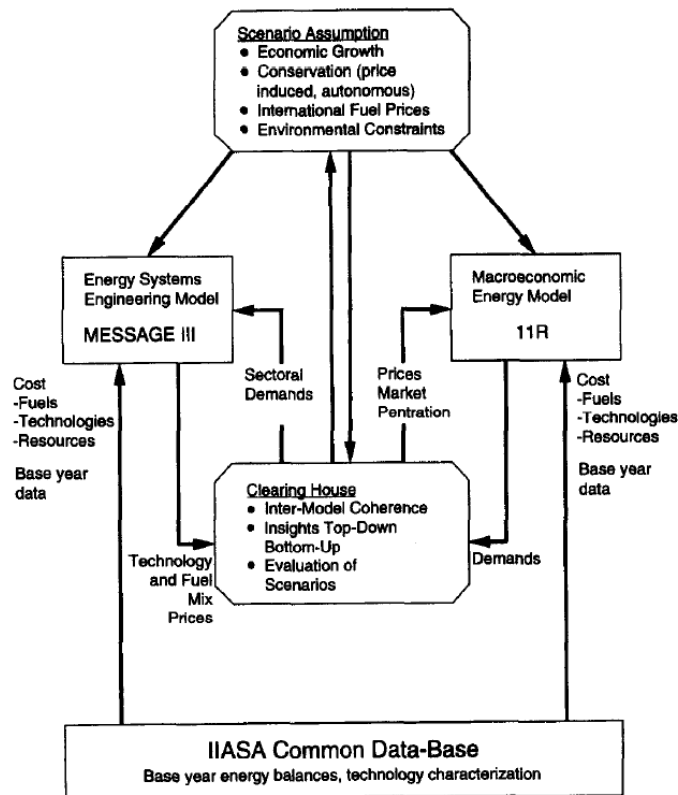 Scenario Assumption
● Economic Growth
● Conservation (price
induced, autonomous)
● International Fuel Prices
● Environmental Constraints
Energy Systems
Engineering Model
MESSAGE III
Macroeconomic
Energy Model
11R
Cost
-Fuels
-Technologies
-Resources
Base year
data
Sectoral
Demands
Prices
Market
Pentration
Cost
-Fuels
-Technologies
-Resources
Base year
data
Clearing House
● Inter-Model Coherence
● Insights Top-Down
Bottom-Up
● Evaluation of
Scenarios
Technology
and Fuel
Mix
Prices
Demands
IIASA Common Data-Base
Base year energy balances, technology characterization